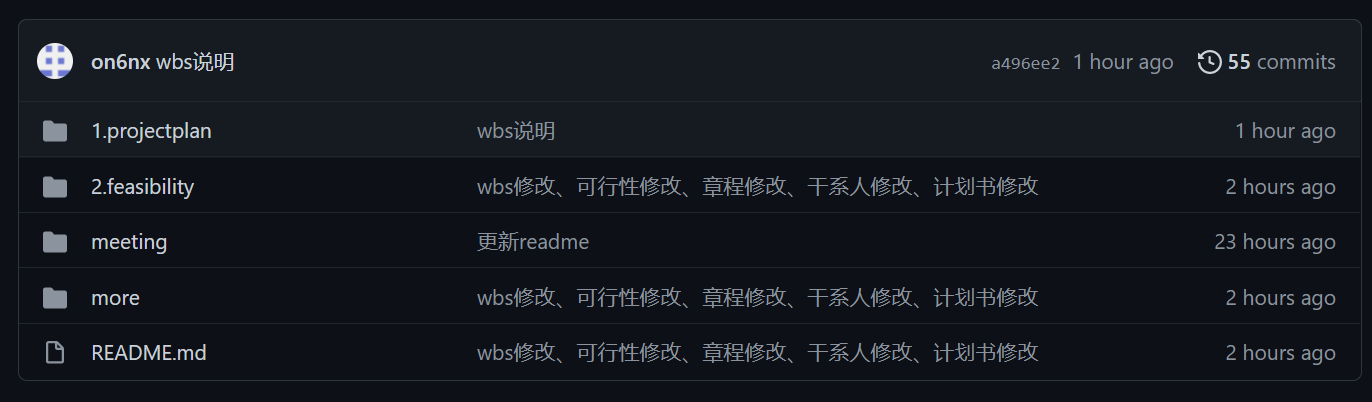 on6nx wbs说明 a496ee2 1 hour ago 55 commits
1.projectplan wbs说明 1 hour ago
2.feasibility wbs修改、可行性修改、章程修改、干系人修改、计划书修改 2 hours ago
meeting 更新readme 23 hours ago
more wbs修改、可行性修改、章程修改、干系人修改、计划书修改 2 hours ago
README.md wbs修改、可行性修改、章程修改、干系人修改、计划书修改 2 hours ago